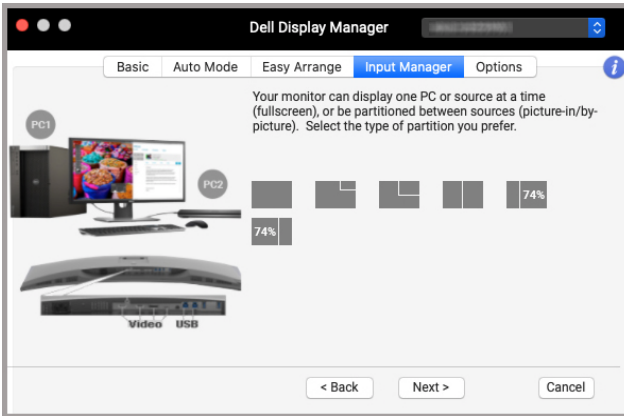 Dell Display Manager
Basic
Auto Mode
Easy Arrange
Input Manager
Options
i
Your monitor can display one PC or source at a time
(fullscreen), or be partitioned between sources (picture-in/by-
picture). Select the type of partition you prefer.
PC1
PC2
74%
74%
Video
USB
< Back
Next >
Cancel